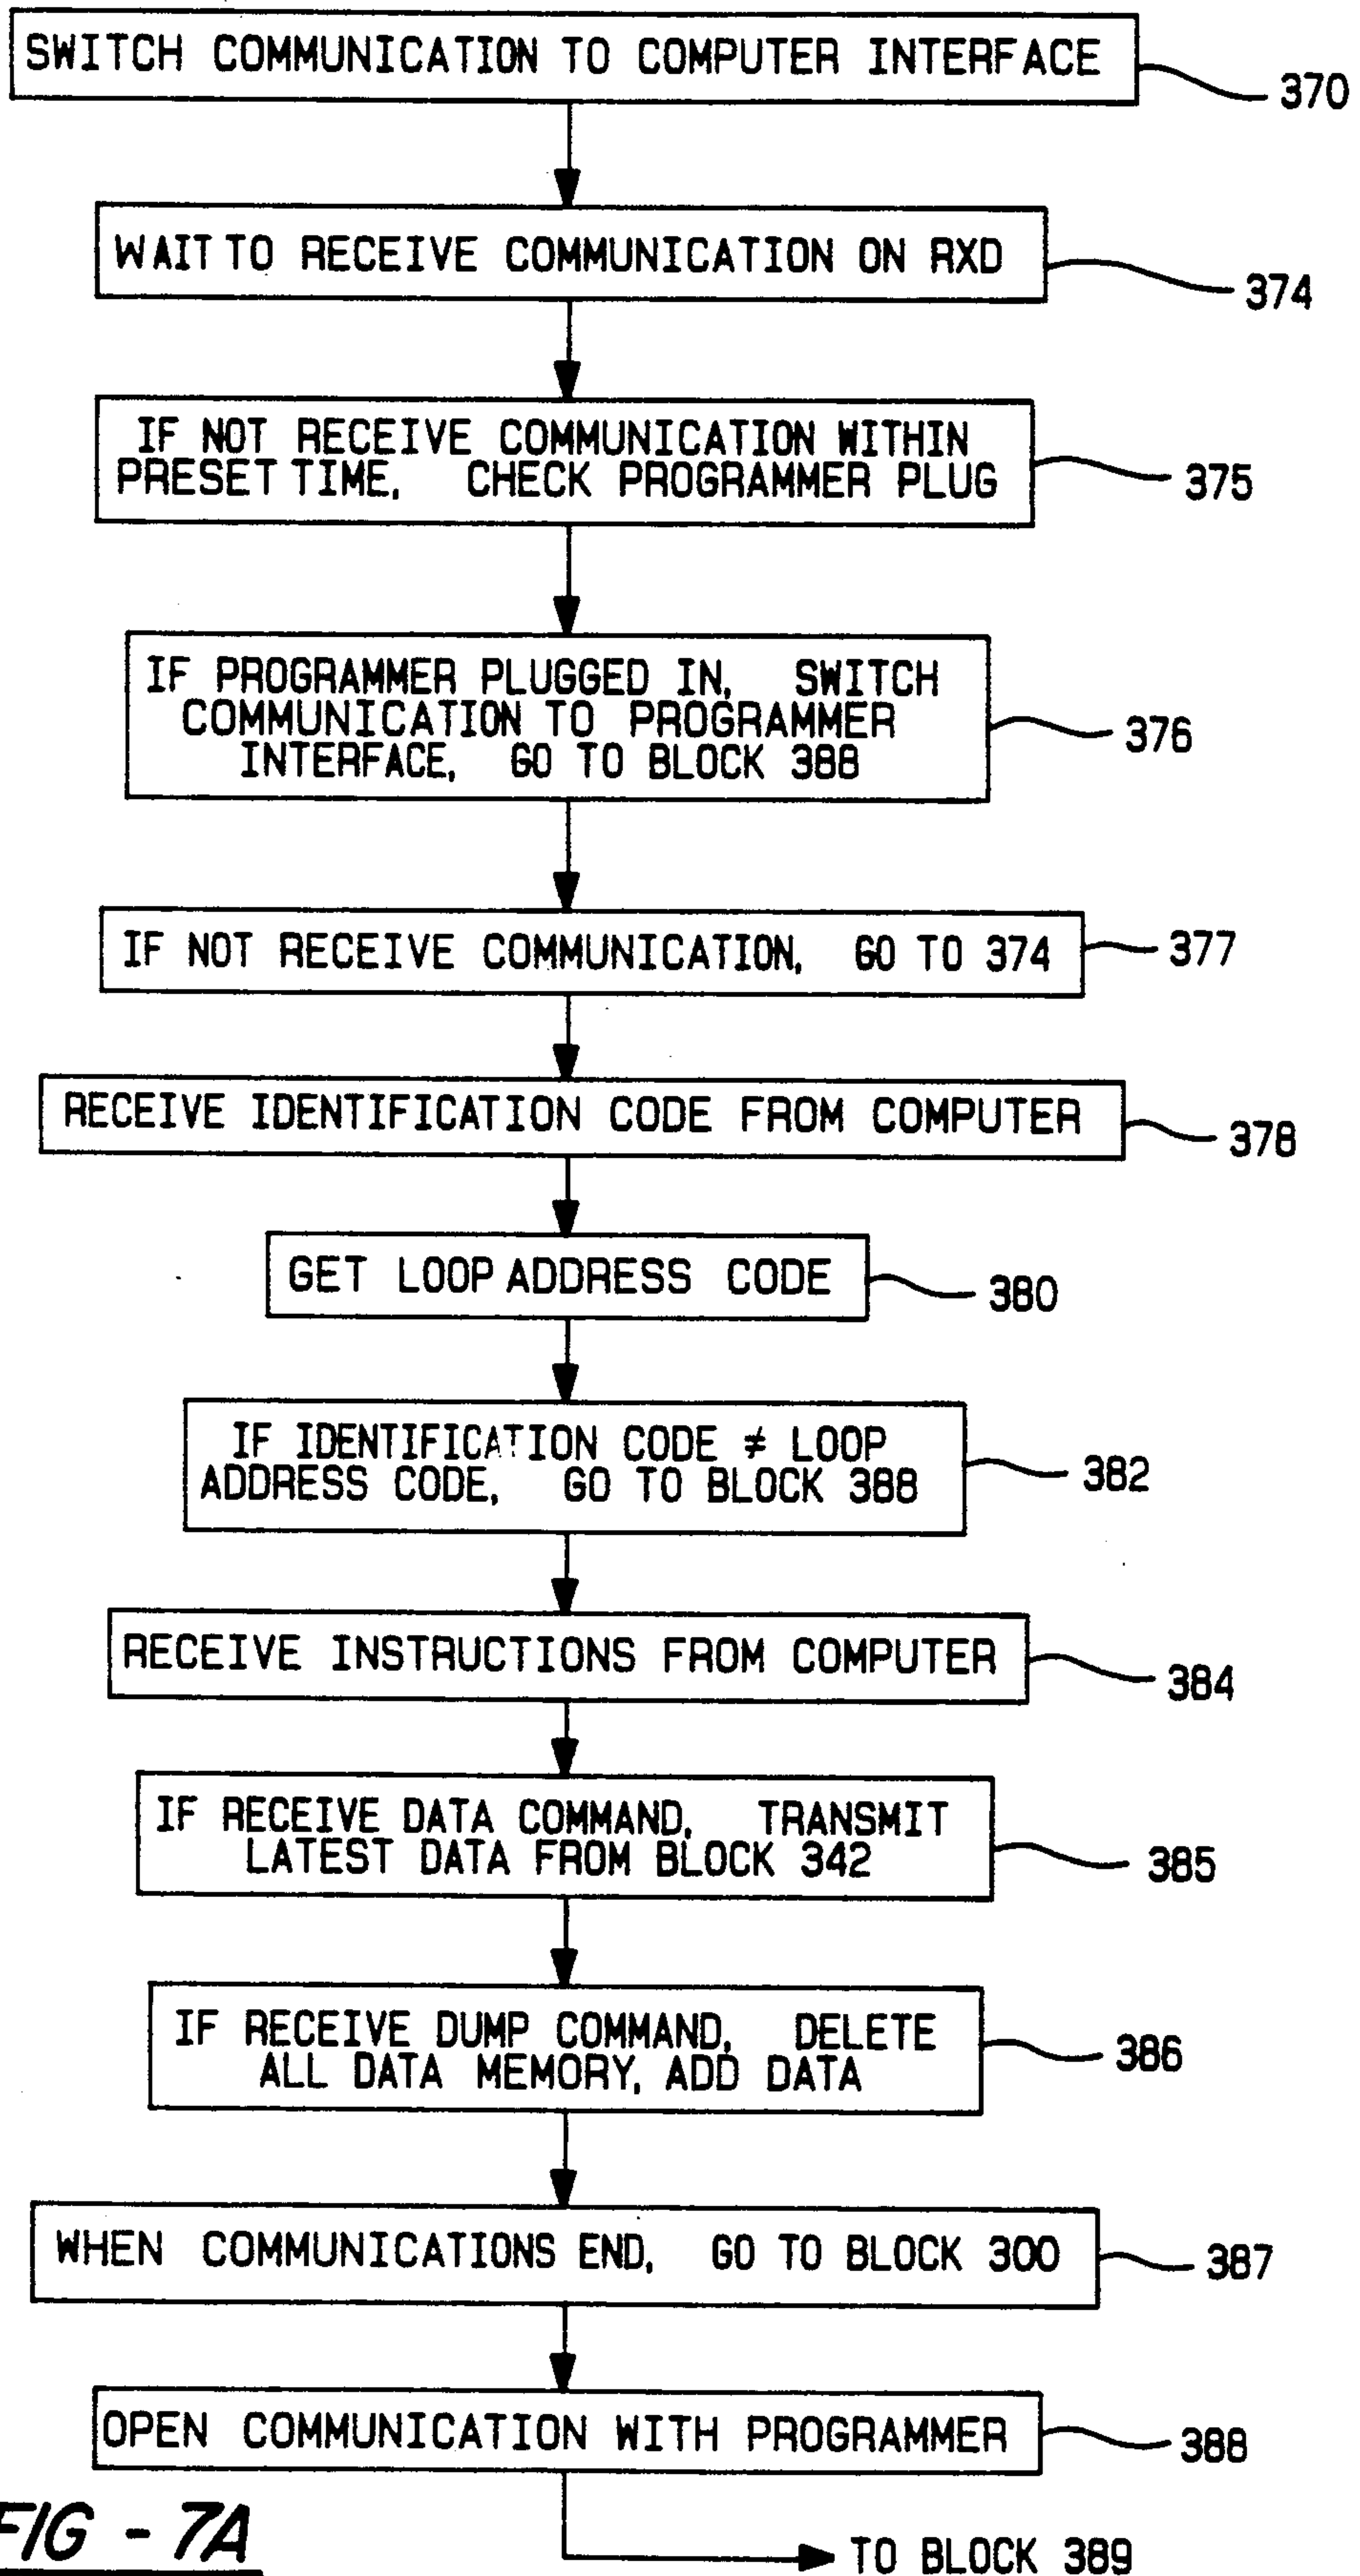 SWITCH COMMUNICATION TO COMPUTER INTERFACE
370
WAIT TO RECEIVE COMMUNICATION ON RXD
374
IF NOT RECEIVE COMMUNICATION WITHIN
PRESET TIME, CHECK PROGRAMMER PLUG
375
IF PROGRAMMER PLUGGED IN, SWITCH
COMMUNICATION TO PROGRAMMER
INTERFACE, GO TO BLOCK 388
376
IF NOT RECEIVE COMMUNICATION, GO TO 374
377
RECEIVE IDENTIFICATION CODE FROM COMPUTER
378
GET LOOP ADDRESS CODE
380
IF IDENTIFICATION CODE ≠ LOOP
ADDRESS CODE, GO TO BLOCK 388
382
RECEIVE INSTRUCTIONS FROM COMPUTER
384
IF RECEIVE DATA COMMAND, TRANSMIT
LATEST DATA FROM BLOCK 342
385
IF RECEIVE DUMP COMMAND, DELETE
ALL DATA MEMORY, ADD DATA
386
WHEN COMMUNICATIONS END, GO TO BLOCK 300
387
OPEN COMMUNICATION WITH PROGRAMMER
388
FIG - 7A
TO BLOCK 389